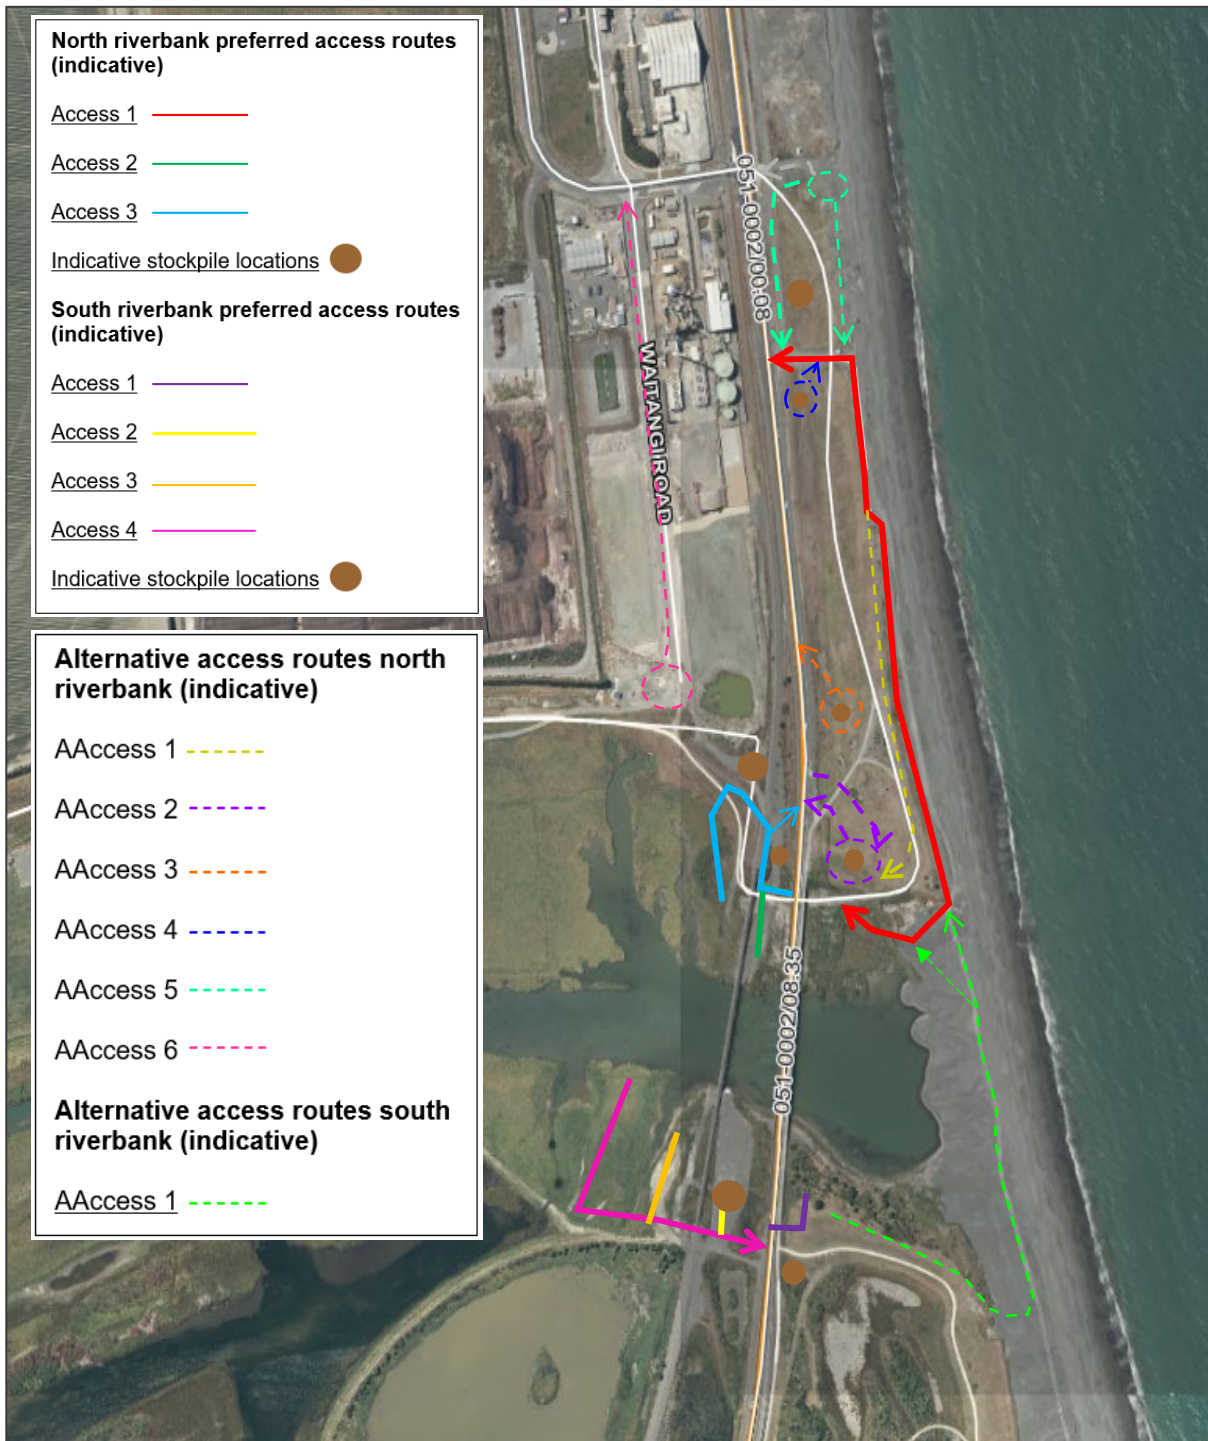 North riverbank preferred access routes
(indicative)
Access 1
Access 2
Access 3
Indicative stockpile locations
South riverbank preferred access routes
(indicative)
Access 1
Access 2
Access 3
Access 4
Indicative stockpile locations
Alternative access routes north
riverbank (indicative)
AAccess 1
AAccess 2
AAccess 3
AAccess 4
AAccess 5
AAccess 6
Alternative access routes south
riverbank (indicative)
AAccess 1
051-0002/00.08
WAITANGI ROAD
051-0002/08.35